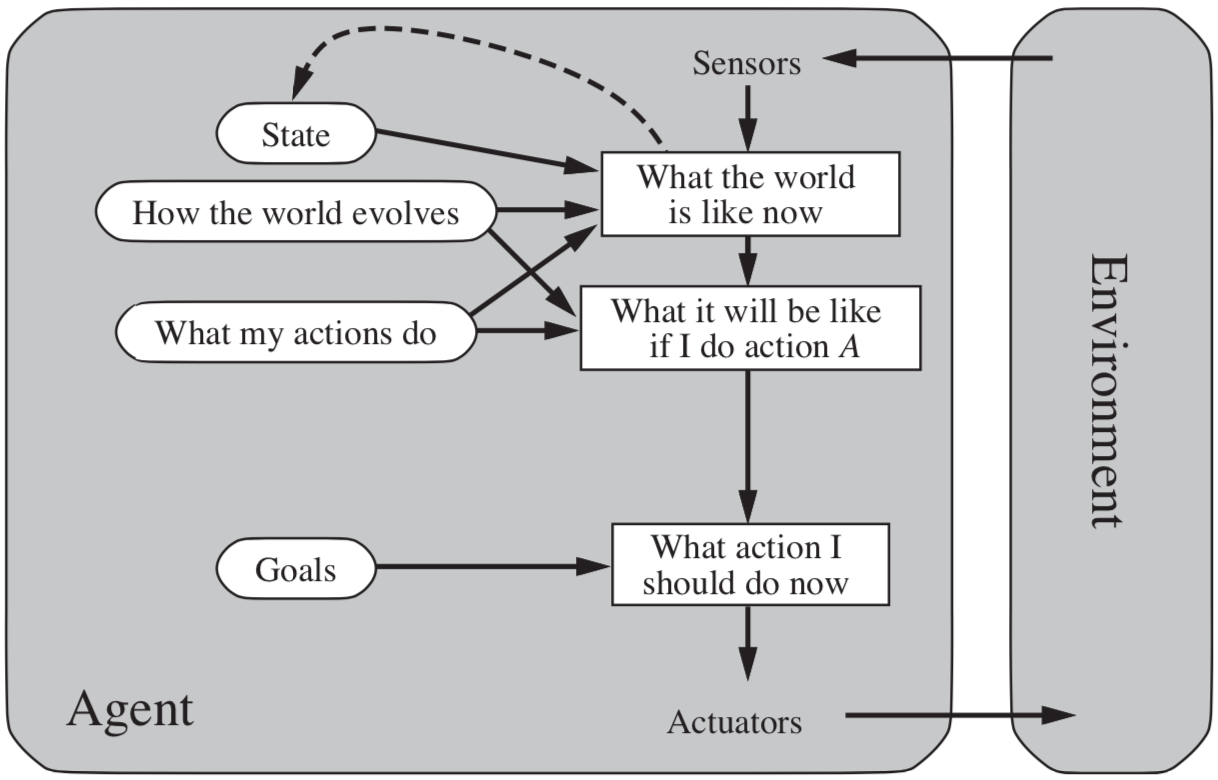 Sensors
State
What the world
is like now
How the world evolves
What it will be like
if I do action A
What my actions do
What action I
should do now
Goals
Agent
Actuators
Environment